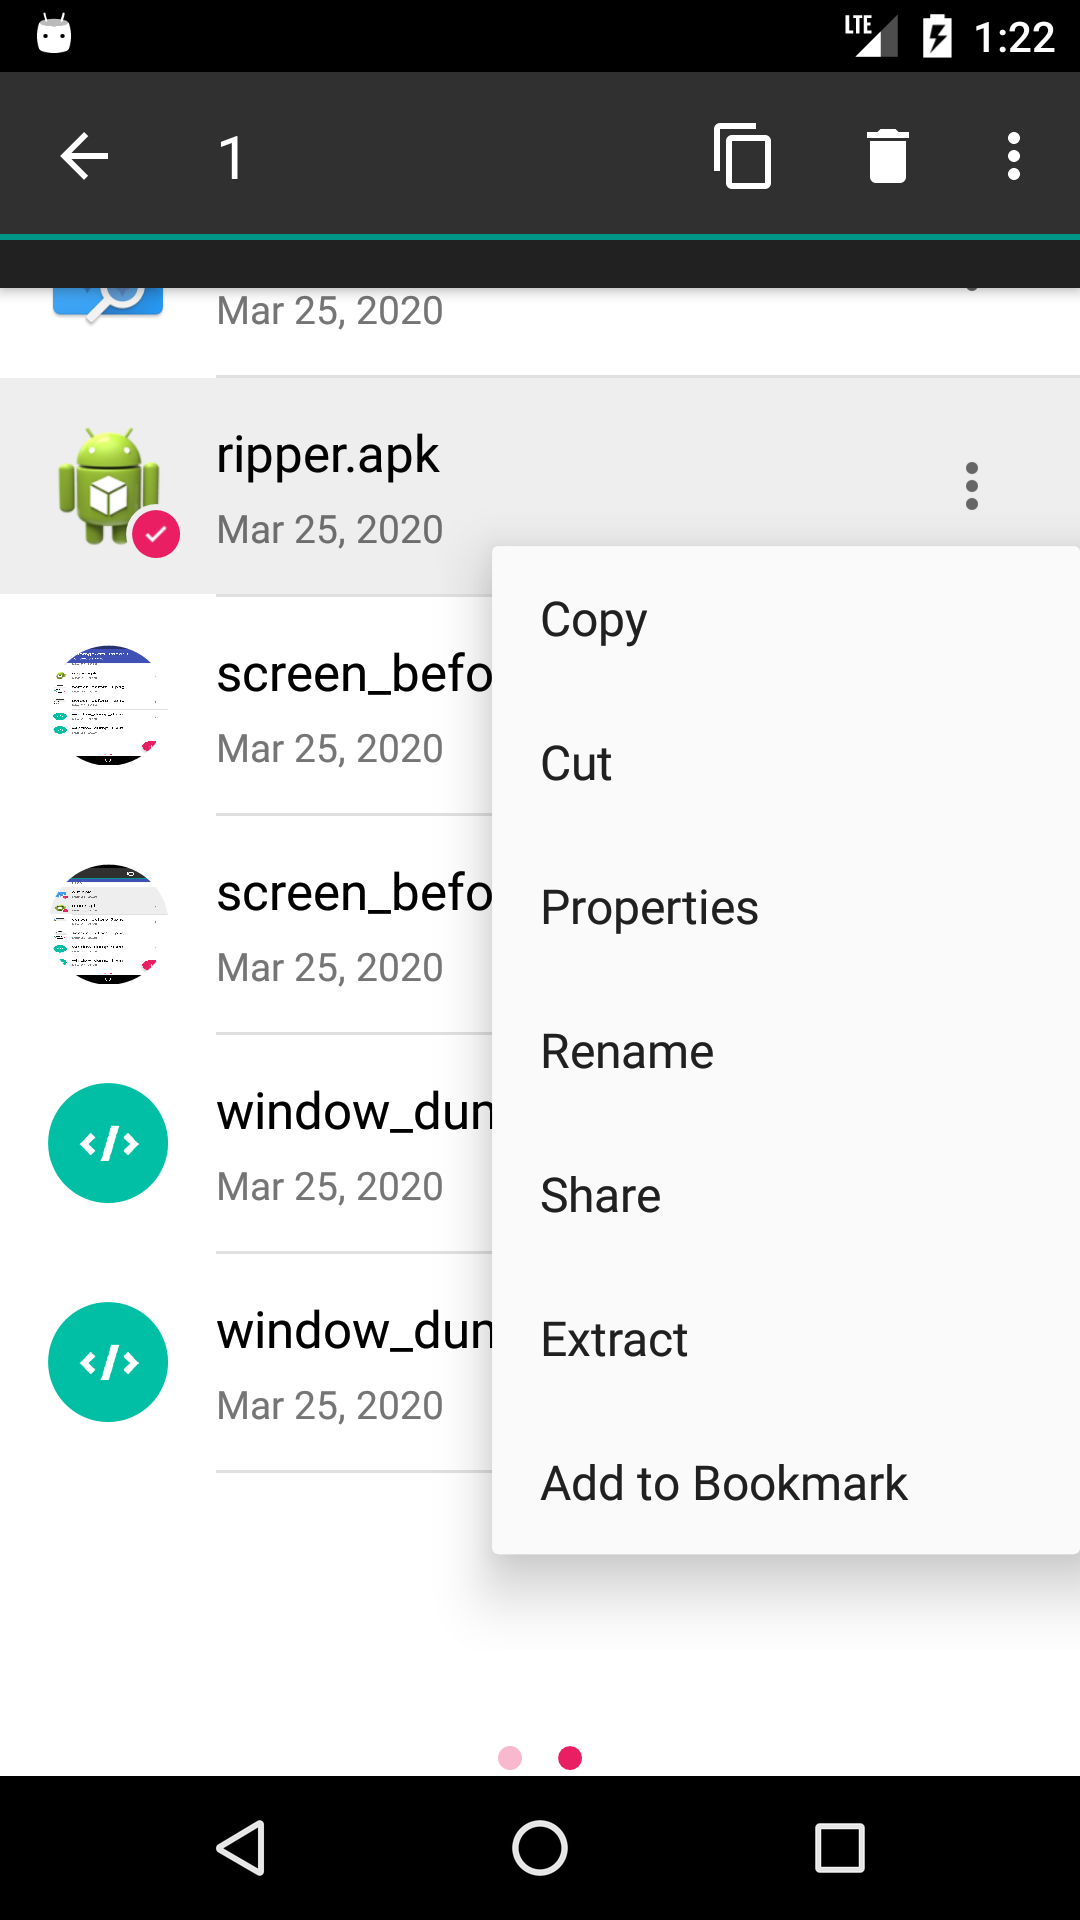 LTE 1:22
1
Mar 25, 2020
ripper.apk
Mar 25, 2020
Copy
screen_befo
Mar 25, 2020
Cut
screen_befo
Mar 25, 2020
Properties
Rename
window_dun
Mar 25, 2020
Share
window_dun
Mar 25, 2020
Extract
Add to Bookmark